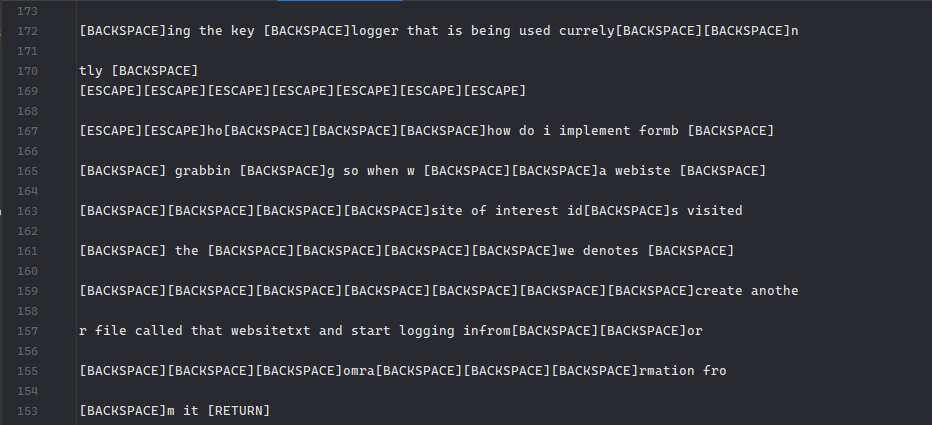 173
172 [BACKSPACE]ing the key [BACKSPACE]logger that is being used currely[BACKSPACE][BACKSPACE]n
171
170 tly [BACKSPACE]
169 [ESCAPE][ESCAPE][ESCAPE][ESCAPE][ESCAPE][ESCAPE][ESCAPE]
168
167 [ESCAPE][ESCAPE]ho[BACKSPACE][BACKSPACE][BACKSPACE]how do i implement formb [BACKSPACE]
166
165 [BACKSPACE] grabbin [BACKSPACE]g so when w [BACKSPACE][BACKSPACE]a webiste [BACKSPACE]
164
163 [BACKSPACE][BACKSPACE][BACKSPACE][BACKSPACE]site of interest id[BACKSPACE]s visited
162
161 [BACKSPACE] the [BACKSPACE][BACKSPACE][BACKSPACE][BACKSPACE]we denotes [BACKSPACE]
160
159 [BACKSPACE][BACKSPACE][BACKSPACE][BACKSPACE][BACKSPACE][BACKSPACE][BACKSPACE]create anothe
158
157 r file called that websitetxt and start logging infrom[BACKSPACE][BACKSPACE]or
156
155 [BACKSPACE][BACKSPACE][BACKSPACE]omra[BACKSPACE][BACKSPACE][BACKSPACE]rmation fro
154
153 [BACKSPACE]m it [RETURN]